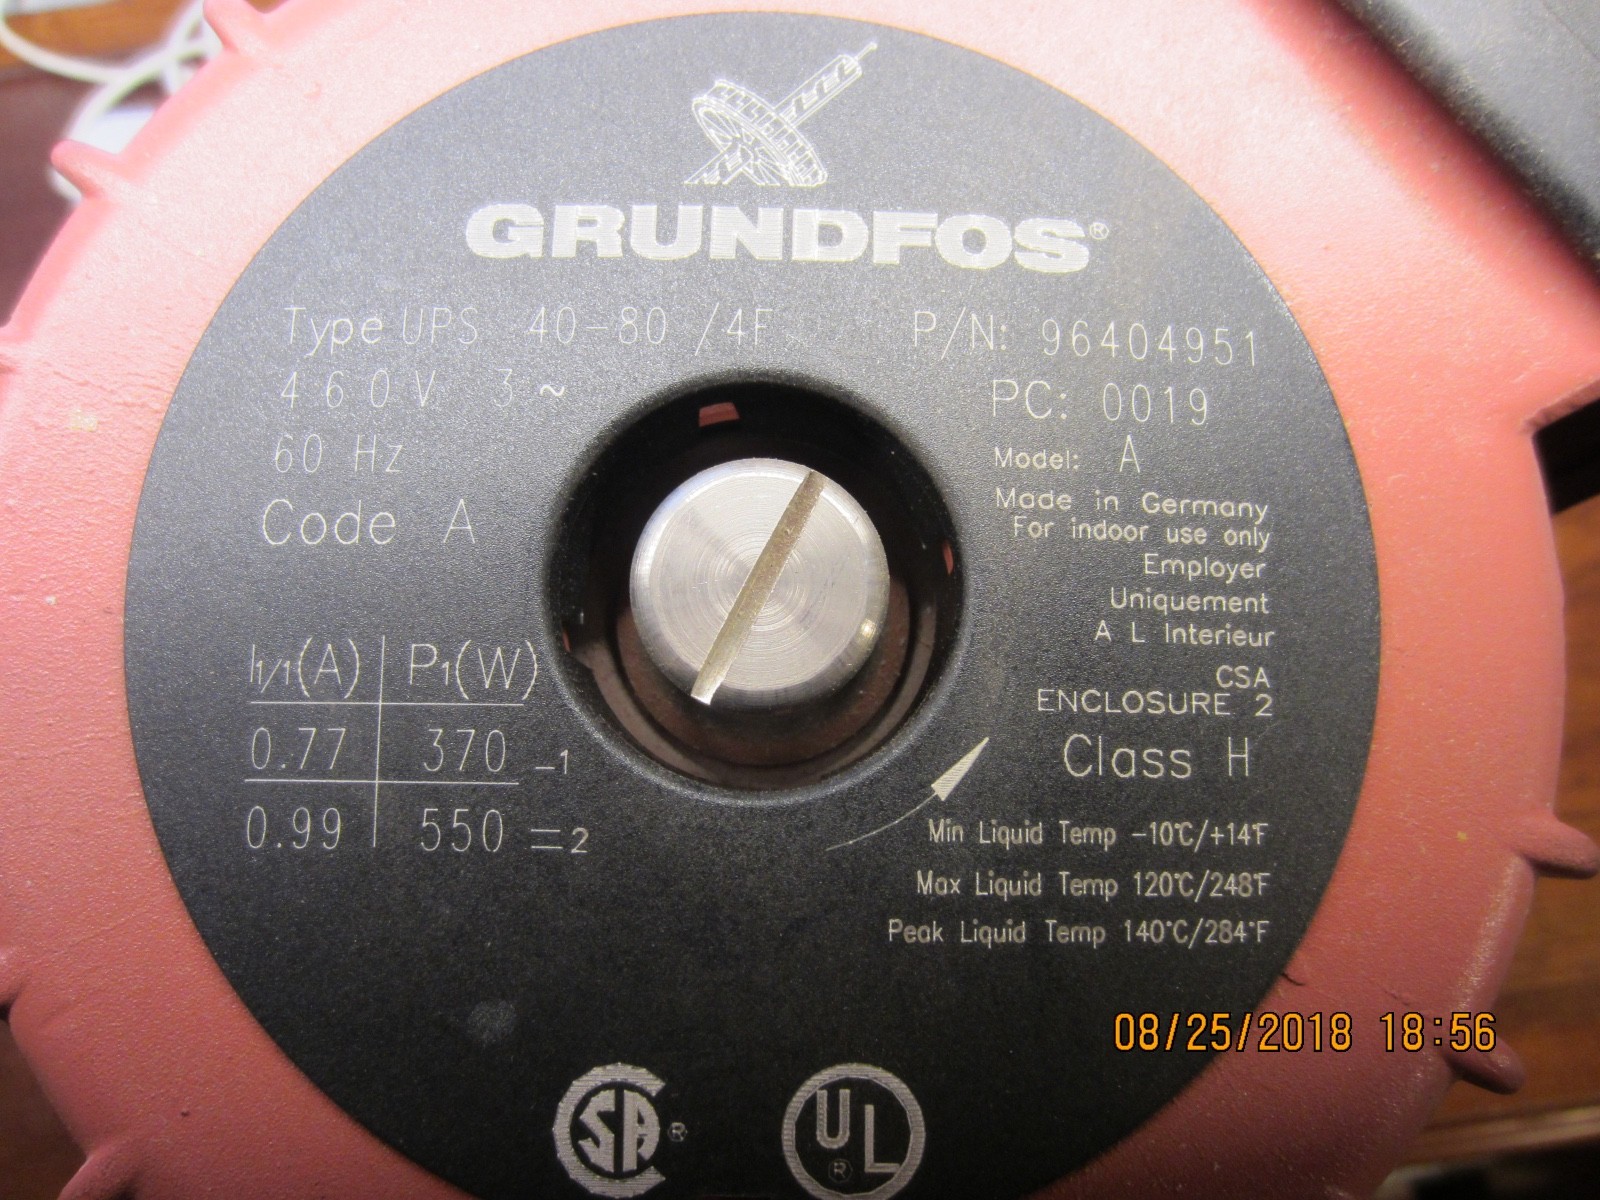 GRUNDFOS®
Type UPS 40-80 /4F
P/N: 96404951
460V 3~
PC: 0019
60 Hz
Model: A
Code A
Made in Germany
For indoor use only
Employer
Uniquement
A L Interieur
CSA
ENCLOSURE 2
Class H
I1/1(A) P1(W)
0.77 370 –1
0.99 550 =2
Min Liquid Temp -10°C/+14°F
Max Liquid Temp 120°C/248°F
Peak Liquid Temp 140°C/284°F
08/25/2018 18:56
CSA®
UL®